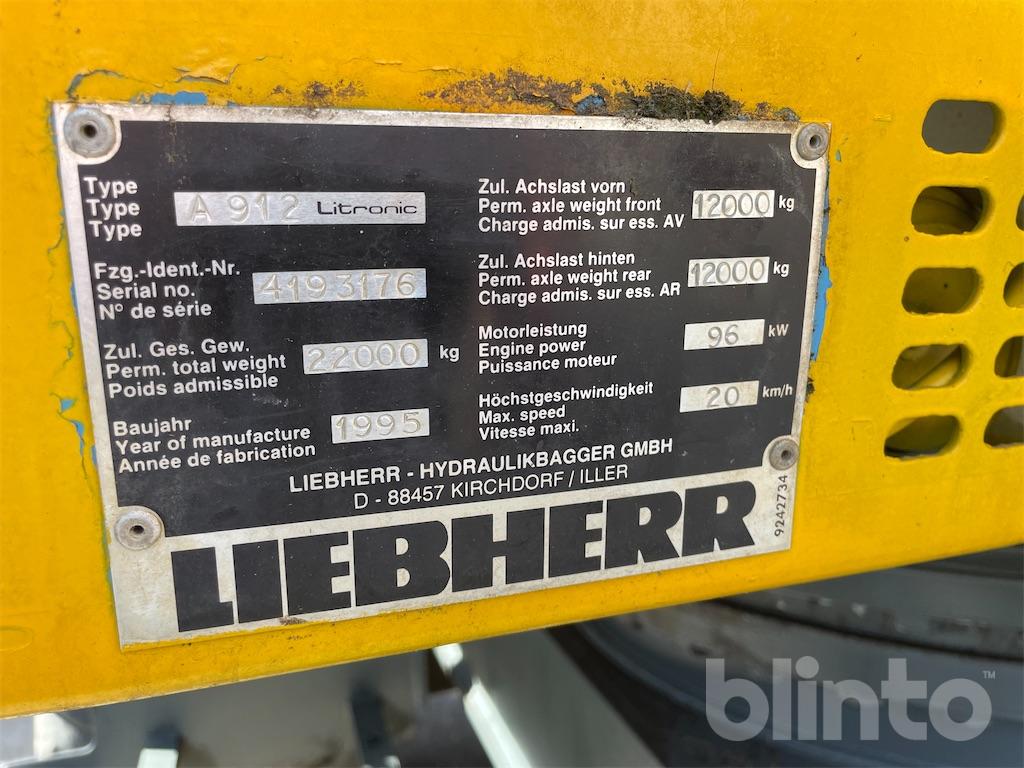 Type
Type
Type
A 912 Litronic
Fzg.-Ident.-Nr.
Serial no.
N° de série
4193176
Zul. Ges. Gew.
Perm. total weight
Poids admissible
22000 kg
Baujahr
Year of manufacture
Année de fabrication
1995
Zul. Achslast vorn
Perm. axle weight front
Charge admis. sur ess. AV
12000 kg
Zul. Achslast hinten
Perm. axle weight rear
Charge admis. sur ess. AR
12000 kg
Motorleistung
Engine power
Puissance moteur
96 kW
Höchstgeschwindigkeit
Max. speed
Vitesse maxi.
20 km/h
LIEBHERR - HYDRAULIKBAGGER GMBH
D - 88457 KIRCHDORF / ILLER
9242734
LIEBHERR
blinto™